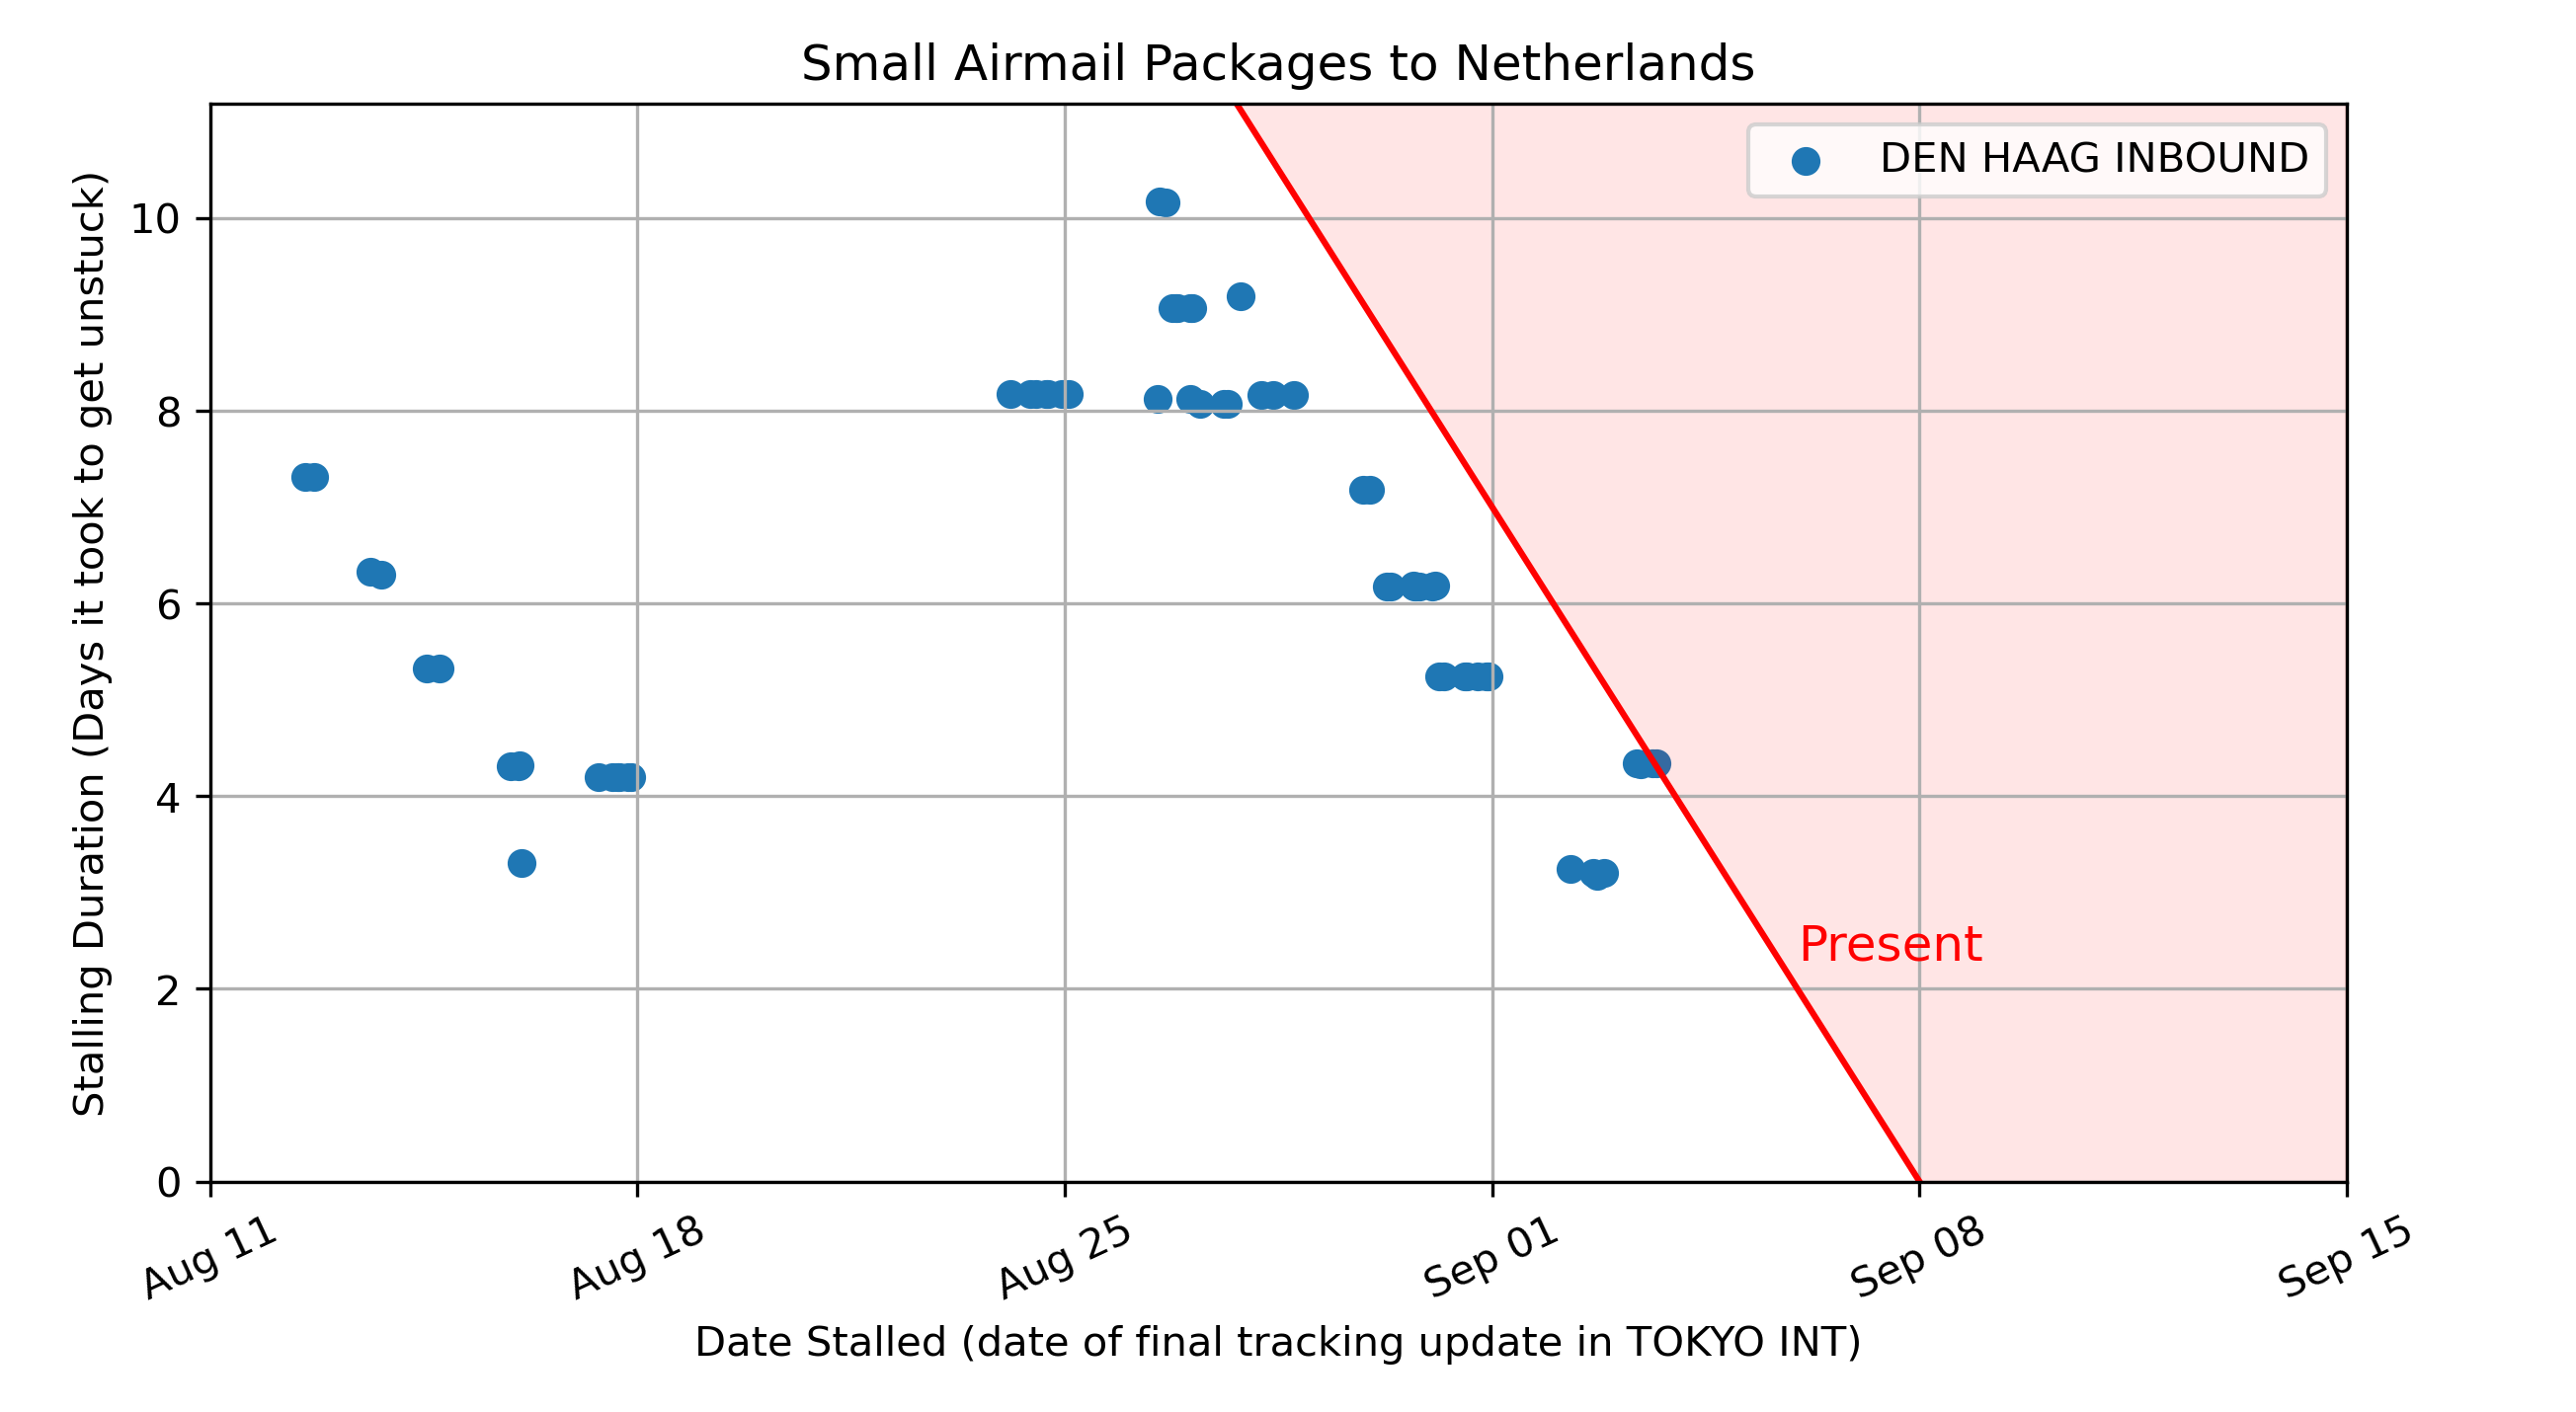 Small Airmail Packages to Netherlands
DEN HAAG INBOUND
Stalling Duration (Days it took to get unstuck)
10
8
6
4
2
0
Present
Aug 11
Aug 18
Aug 25
Sep 01
Sep 08
Sep 15
Date Stalled (date of final tracking update in TOKYO INT)